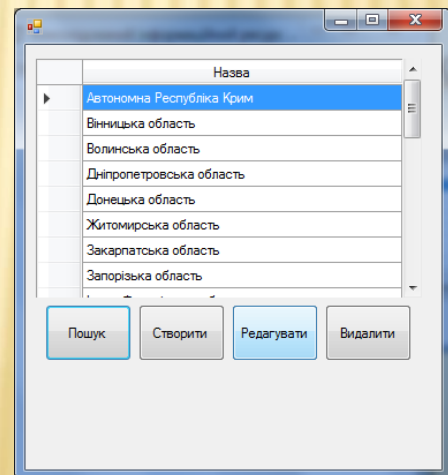 Назва
Автономна Республіка Крим
Вінницька область
Волинська область
Дніпропетровська область
Донецька область
Житомирська область
Закарпатська область
Запорізька область
Пошук
Створити
Редагувати
Видалити